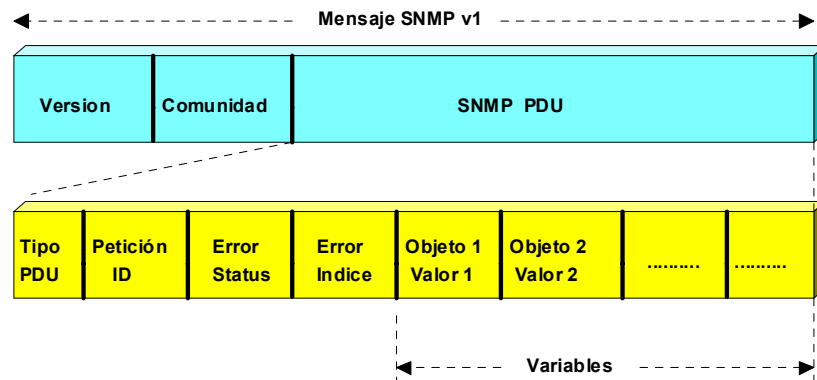 Mensaje SNMP v1
Version Comunidad SNMP PDU
Tipo Petición Error Error Objeto 1 Objeto 2
PDU ID Status Indice Valor 1 Valor 2 .......... ..........
Variables